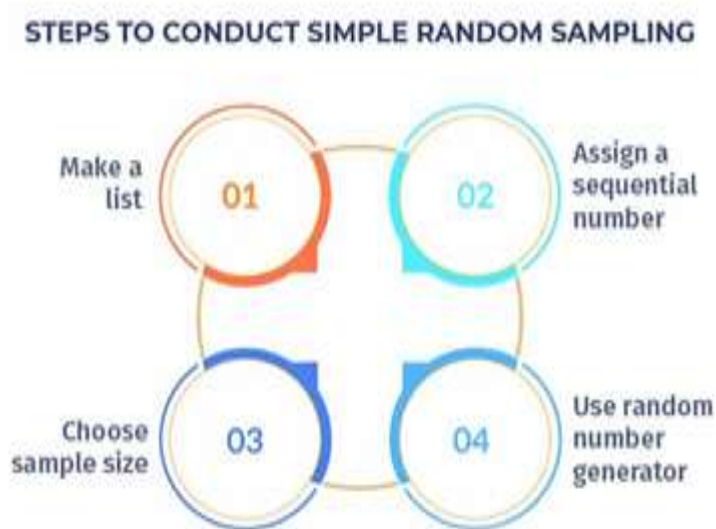 STEPS TO CONDUCT SIMPLE RANDOM SAMPLING
Make a
list
01
02
Assign a
sequential
number
Choose
sample size
03
04
Use random
number
generator